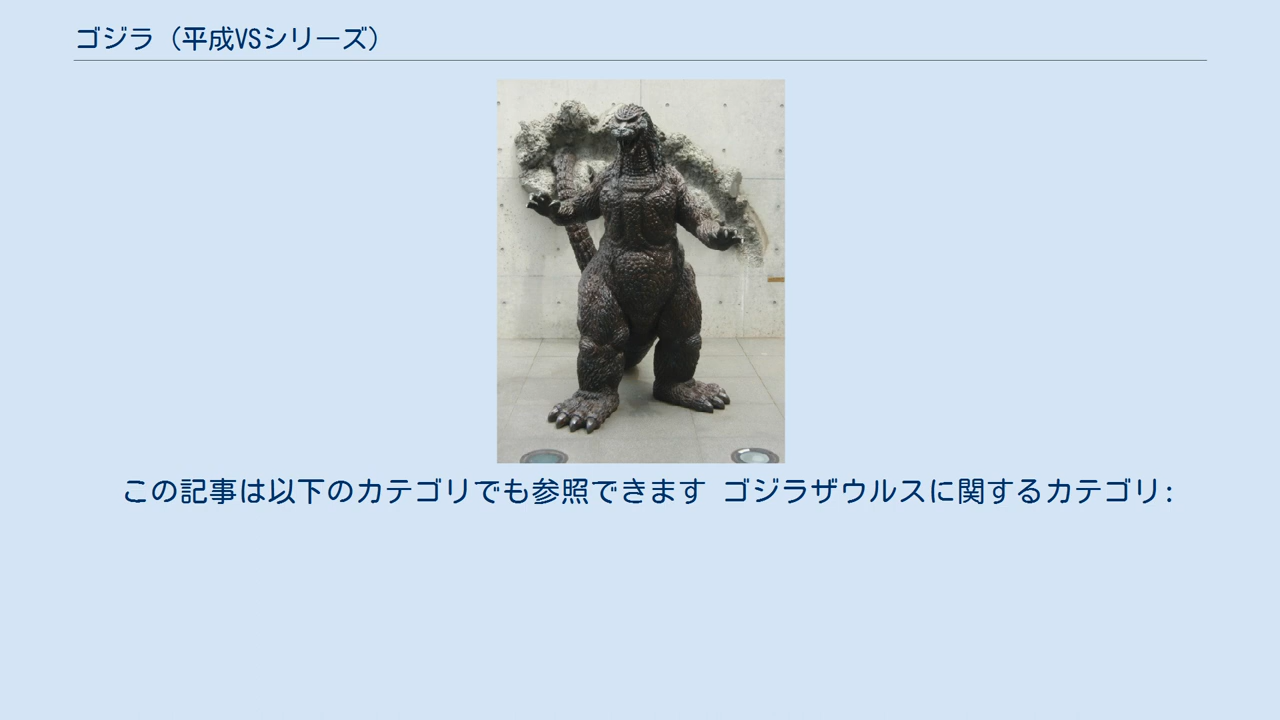 ゴジラ（平成VSシリーズ）
この記事は以下のカテゴリでも参照できます ゴジラザウルスに関するカテゴリ: